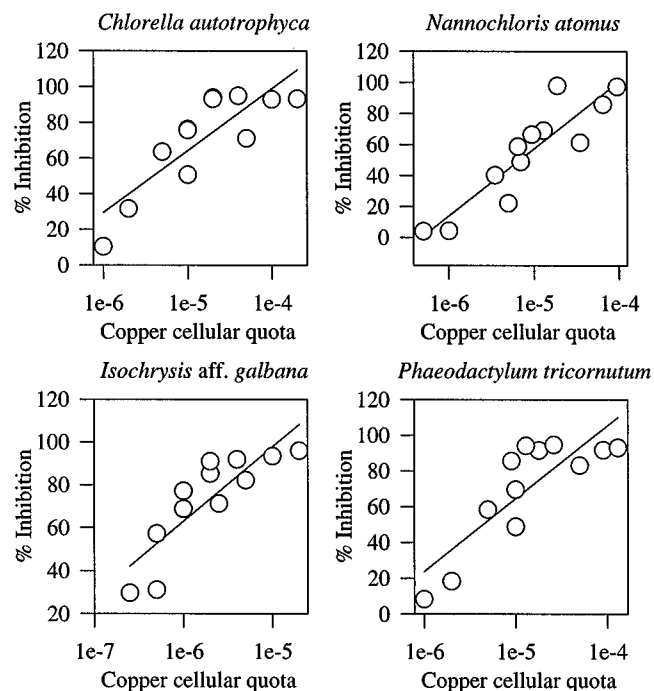 Chlorella autotrophyca
120
100
80
60
40
20
0
% Inhibition
1e-6 1e-5 1e-4
Copper cellular quota
Nannochloris atomus
120
100
80
60
40
20
0
% Inhibition
1e-6 1e-5 1e-4
Copper cellular quota
Isochrysis aff. galbana
120
100
80
60
40
20
% Inhibition
1e-7 1e-6 1e-5
Copper cellular quota
Phaeodactylum tricornutum
120
100
80
60
40
20
0
% Inhibition
1e-6 1e-5 1e-4
Copper cellular quota